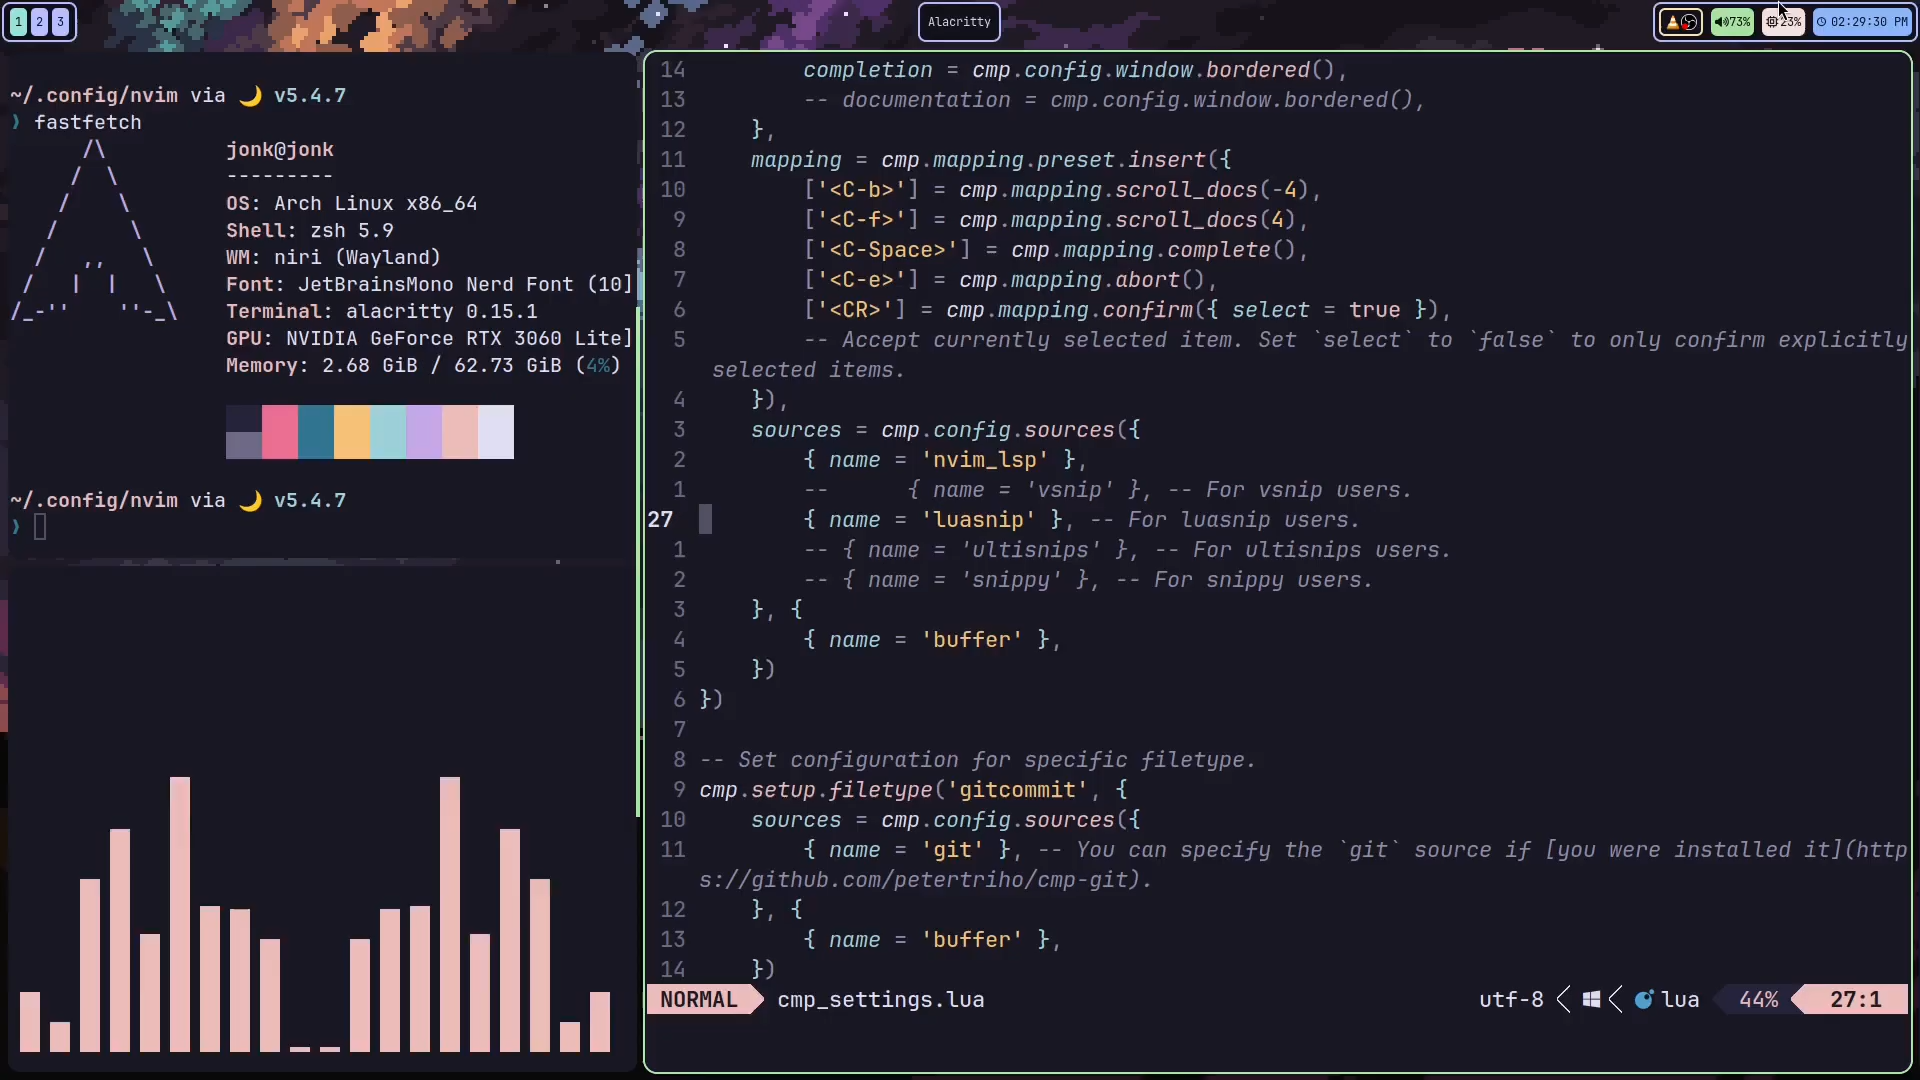 1 2 3
Alacritty
73%
23%
02:29:30 PM
~/.config/nvim via 🌙 v5.4.7
❯ fastfetch
jonk@jonk
---------
OS: Arch Linux x86_64
Shell: zsh 5.9
WM: niri (Wayland)
Font: JetBrainsMono Nerd Font (10]
Terminal: alacritty 0.15.1
GPU: NVIDIA GeForce RTX 3060 Lite]
Memory: 2.68 GiB / 62.73 GiB (4%)
~/.config/nvim via 🌙 v5.4.7
❯
14         completion = cmp.config.window.bordered(),
13         -- documentation = cmp.config.window.bordered(),
12     },
11     mapping = cmp.mapping.preset.insert({
10         ['<C-b>'] = cmp.mapping.scroll_docs(-4),
9         ['<C-f>'] = cmp.mapping.scroll_docs(4),
8         ['<C-Space>'] = cmp.mapping.complete(),
7         ['<C-e>'] = cmp.mapping.abort(),
6         ['<CR>'] = cmp.mapping.confirm({ select = true }),
5         -- Accept currently selected item. Set `select` to `false` to only confirm explicitly
selected items.
4     }),
3     sources = cmp.config.sources({
2         { name = 'nvim_lsp' },
1         --      { name = 'vsnip' }, -- For vsnip users.
27         { name = 'luasnip' }, -- For luasnip users.
1         -- { name = 'ultisnips' }, -- For ultisnips users.
2         -- { name = 'snippy' }, -- For snippy users.
3     }, {
4         { name = 'buffer' },
5     })
6 })
7
8 -- Set configuration for specific filetype.
9 cmp.setup.filetype('gitcommit', {
10     sources = cmp.config.sources({
11         { name = 'git' }, -- You can specify the `git` source if [you were installed it](http
s://github.com/petertriho/cmp-git).
12     }, {
13         { name = 'buffer' },
14     })
NORMAL cmp_settings.lua utf-8 lua 44% 27:1